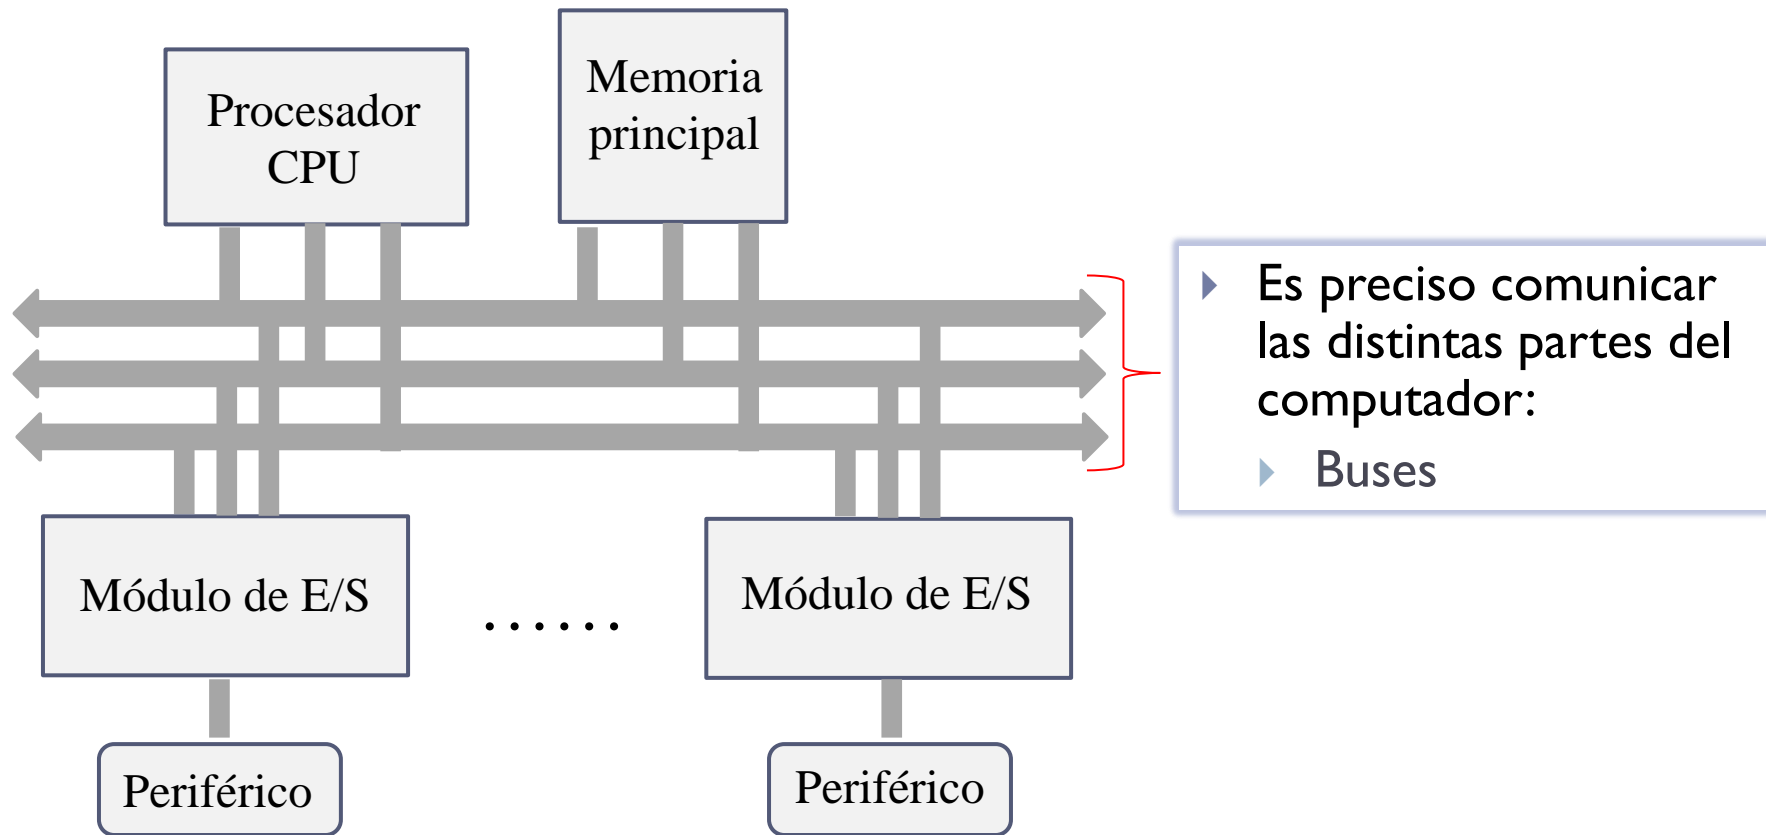 Procesador
CPU
Memoria
principal
Es preciso comunicar
las distintas partes del
computador:
Buses
Módulo de E/S
......
Módulo de E/S
Periférico
Periférico